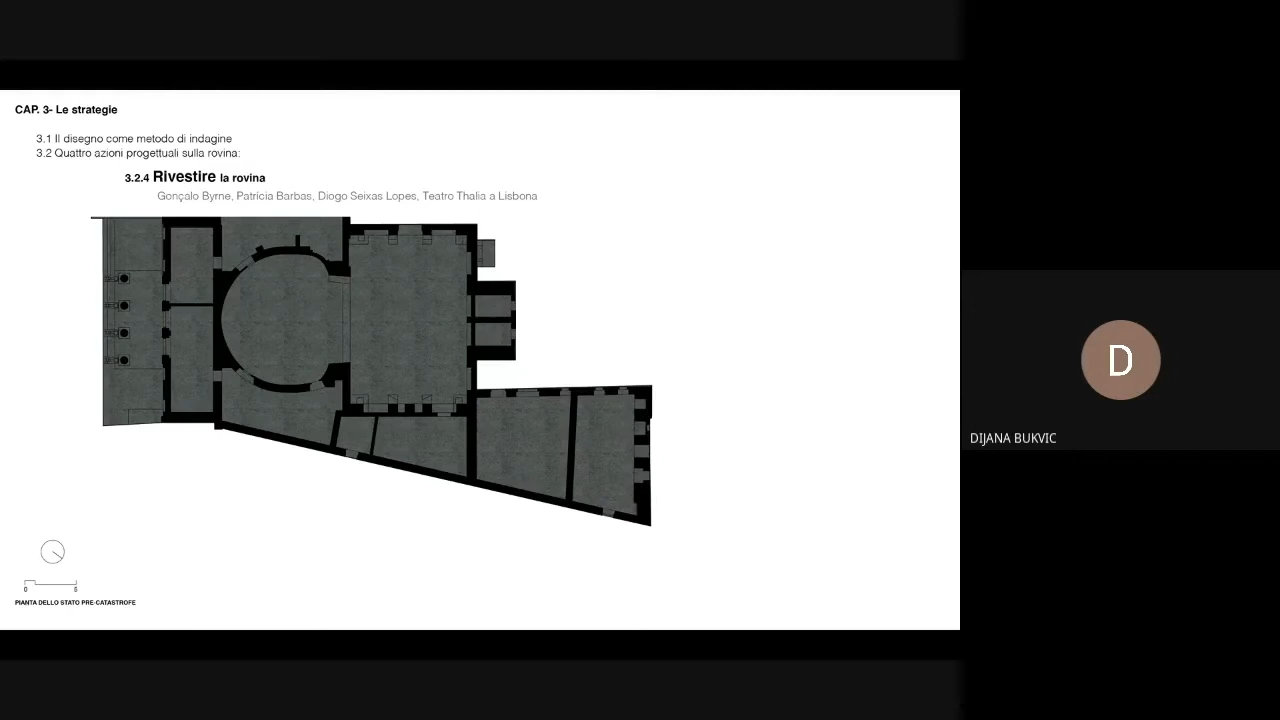 CAP. 3- Le strategie
3.1 Il disegno come metodo di indagine
3.2 Quattro azioni progettuali sulla rovina:
3.2.4 Rivestire la rovina
Gonçalo Byrne, Patrícia Barbas, Diogo Seixas Lopes, Teatro Thalia a Lisbona
0 5
PIANTA DELLO STATO PRE-CATASTROFE
D
DIJANA BUKVIC